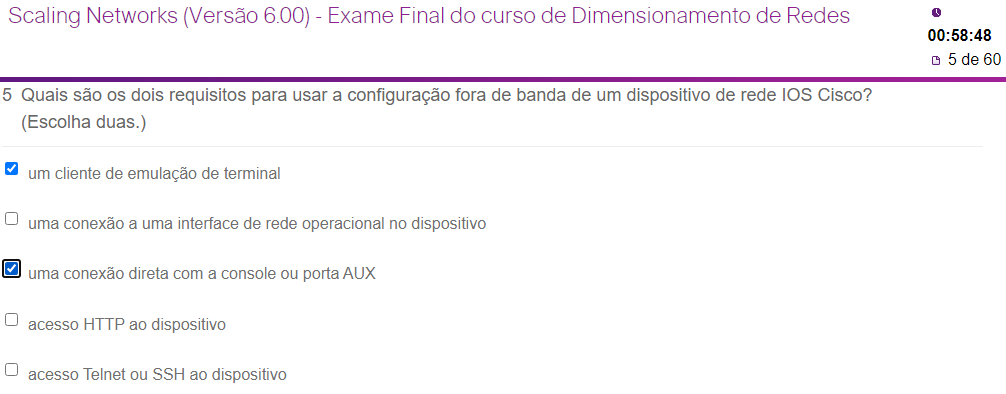 Scaling Networks (Versão 6.00) - Exame Final do curso de Dimensionamento de Redes
00:58:48
5 de 60
5 Quais são os dois requisitos para usar a configuração fora de banda de um dispositivo de rede IOS Cisco?
(Escolha duas.)
um cliente de emulação de terminal
uma conexão a uma interface de rede operacional no dispositivo
uma conexão direta com a console ou porta AUX
acesso HTTP ao dispositivo
acesso Telnet ou SSH ao dispositivo